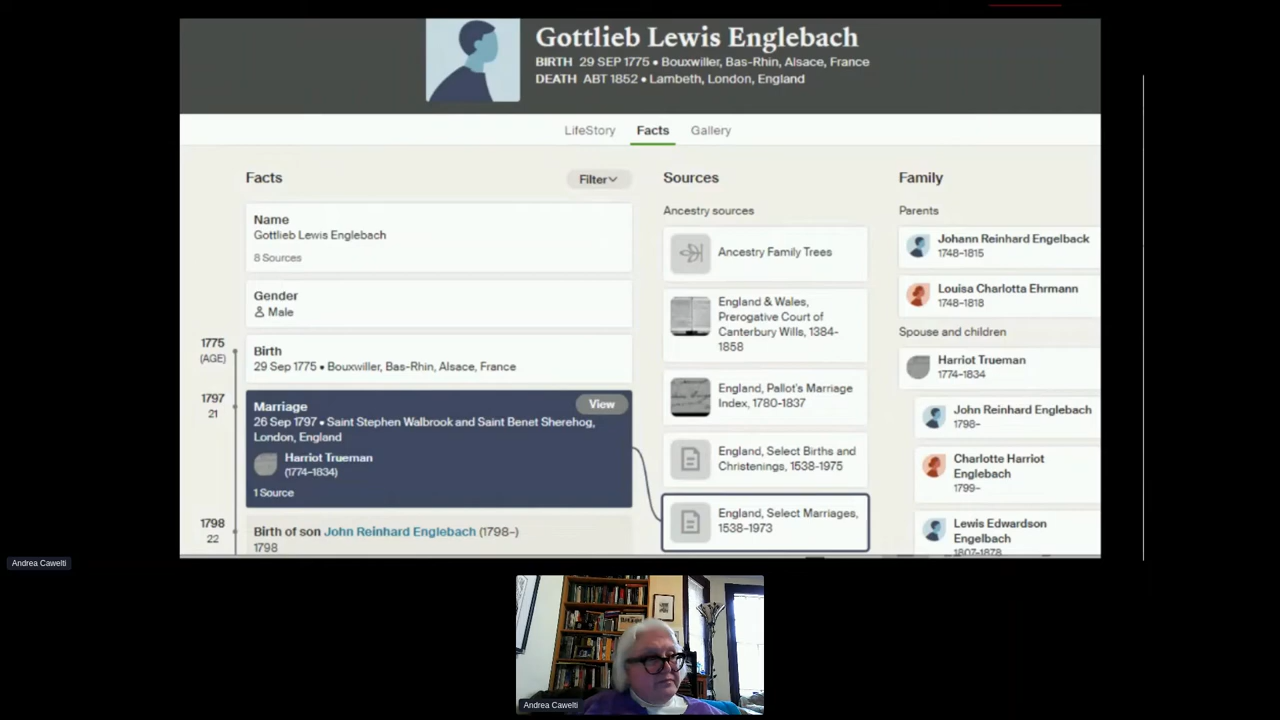 Gottlieb Lewis Englebach
BIRTH 29 SEP 1775 • Bouxwiller, Bas-Rhin, Alsace, France
DEATH ABT 1852 • Lambeth, London, England
LifeStory Facts Gallery
Facts
Filter
Name
Gottlieb Lewis Englebach
8 Sources
Gender
Male
1775
(AGE)
Birth
29 Sep 1775 • Bouxwiller, Bas-Rhin, Alsace, France
1797
21
Marriage
View
26 Sep 1797 • Saint Stephen Walbrook and Saint Benet Sherehog,
London, England
Harriot Trueman
(1774–1834)
1 Source
1798
22
Birth of son John Reinhard Englebach (1798–)
1798
Sources
Ancestry sources
Ancestry Family Trees
England & Wales,
Prerogative Court of
Canterbury Wills, 1384-
1858
England, Pallot's Marriage
Index, 1780-1837
England, Select Births and
Christenings, 1538-1975
England, Select Marriages,
1538–1973
Family
Parents
Johann Reinhard Engelback
1748–1815
Louisa Charlotta Ehrmann
1748–1818
Spouse and children
Harriot Trueman
1774–1834
John Reinhard Englebach
1798–
Charlotte Harriot
Englebach
1799–
Lewis Edwardson
Engelbach
1807-1878
Andrea Cawelti
Andrea Cawelti